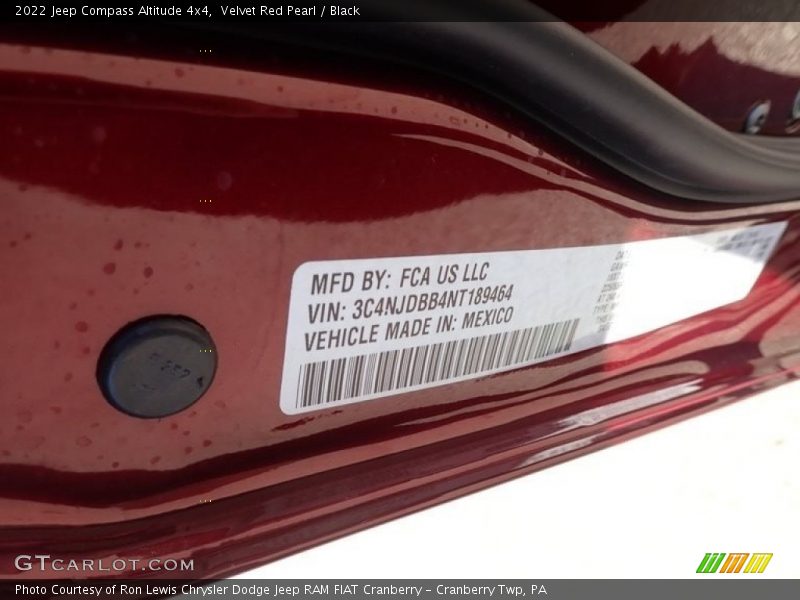 2022 Jeep Compass Altitude 4x4,  Velvet Red Pearl / Black
MFD BY: FCA US LLC
VIN: 3C4NJDBB4NT189464
VEHICLE MADE IN: MEXICO
GTCARLOT.COM
Photo Courtesy of Ron Lewis Chrysler Dodge Jeep RAM FIAT Cranberry – Cranberry Twp, PA